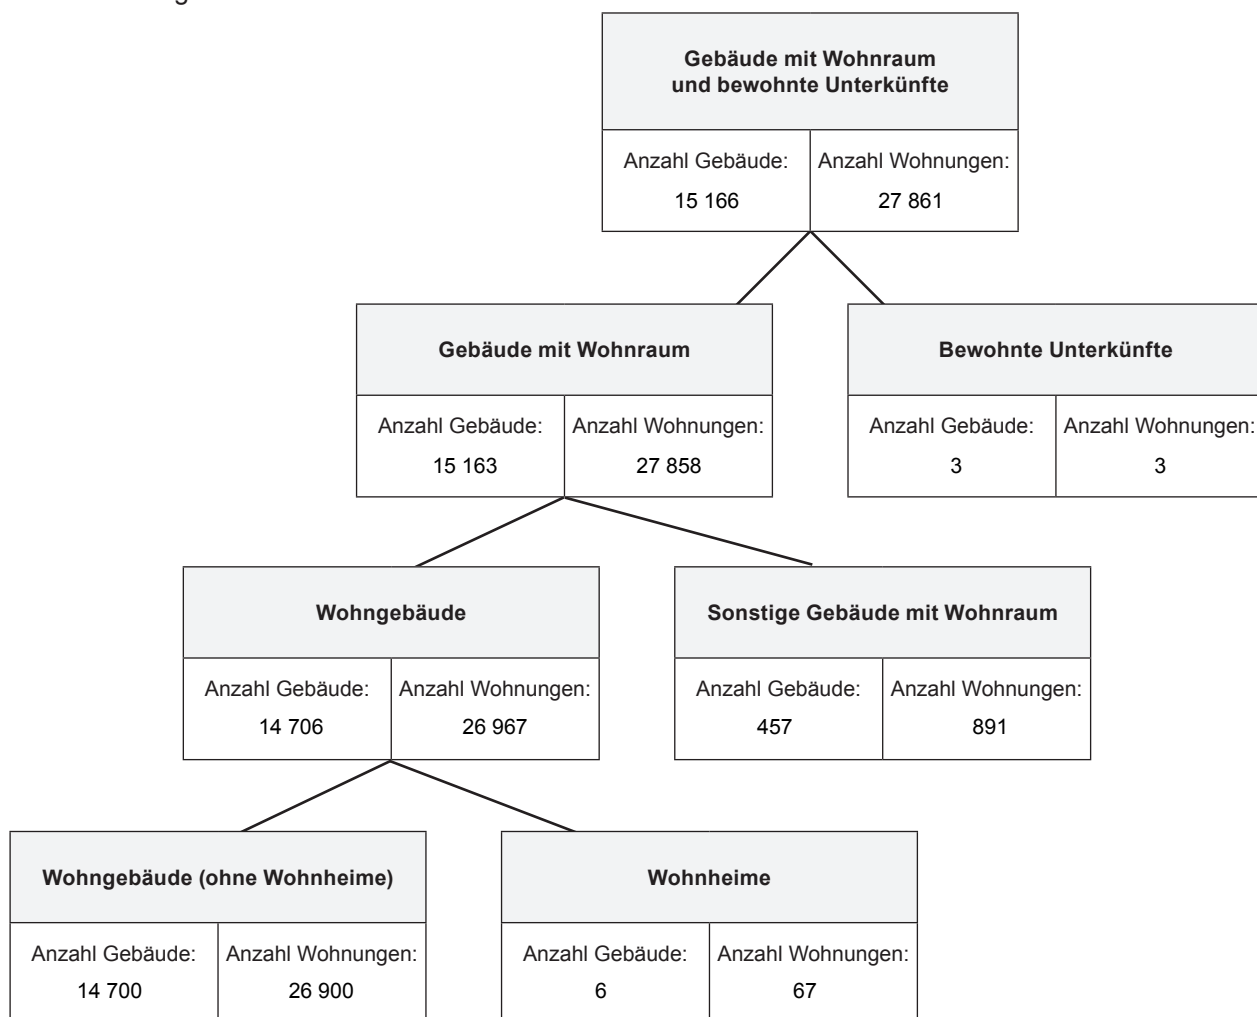 Gebäude mit Wohnraum
und bewohnte Unterkünfte
Anzahl Gebäude: Anzahl Wohnungen:
15 166 27 861
Gebäude mit Wohnraum
Anzahl Gebäude: Anzahl Wohnungen:
15 163 27 858
Bewohnte Unterkünfte
Anzahl Gebäude: Anzahl Wohnungen:
3 3
Wohngebäude
Anzahl Gebäude: Anzahl Wohnungen:
14 706 26 967
Sonstige Gebäude mit Wohnraum
Anzahl Gebäude: Anzahl Wohnungen:
457 891
Wohngebäude (ohne Wohnheime)
Anzahl Gebäude: Anzahl Wohnungen:
14 700 26 900
Wohnheime
Anzahl Gebäude: Anzahl Wohnungen:
6 67